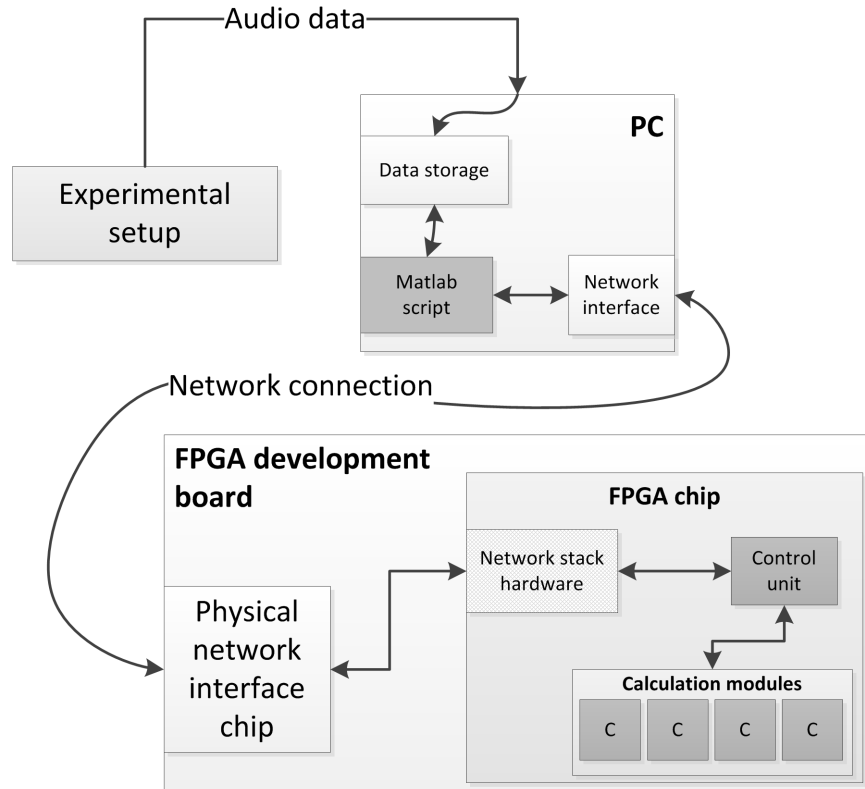 Audio data
PC
Experimental
setup
Data storage
Matlab
script
Network
interface
Network connection
FPGA development
board
FPGA chip
Network stack
hardware
Control
unit
Physical
network
interface
chip
Calculation modules
C C C C